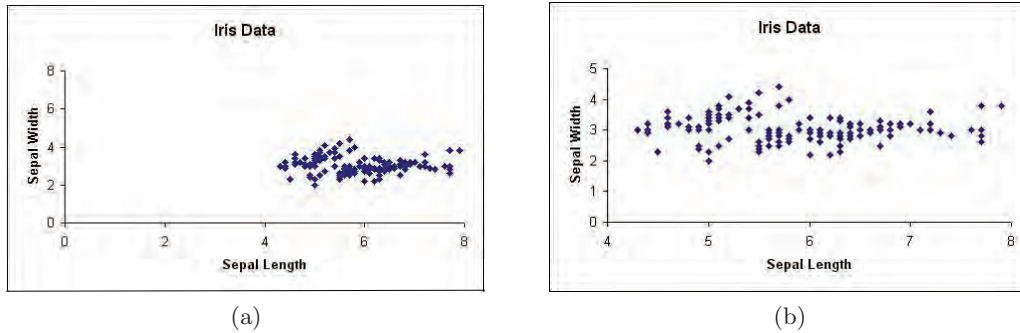 Iris Data
8
6
4
2
0
Sepal Width
0 2 4 6 8
Sepal Length
(a)
Iris Data
5
4
3
2
1
0
Sepal Width
4 5 6 7 8
Sepal Length
(b)